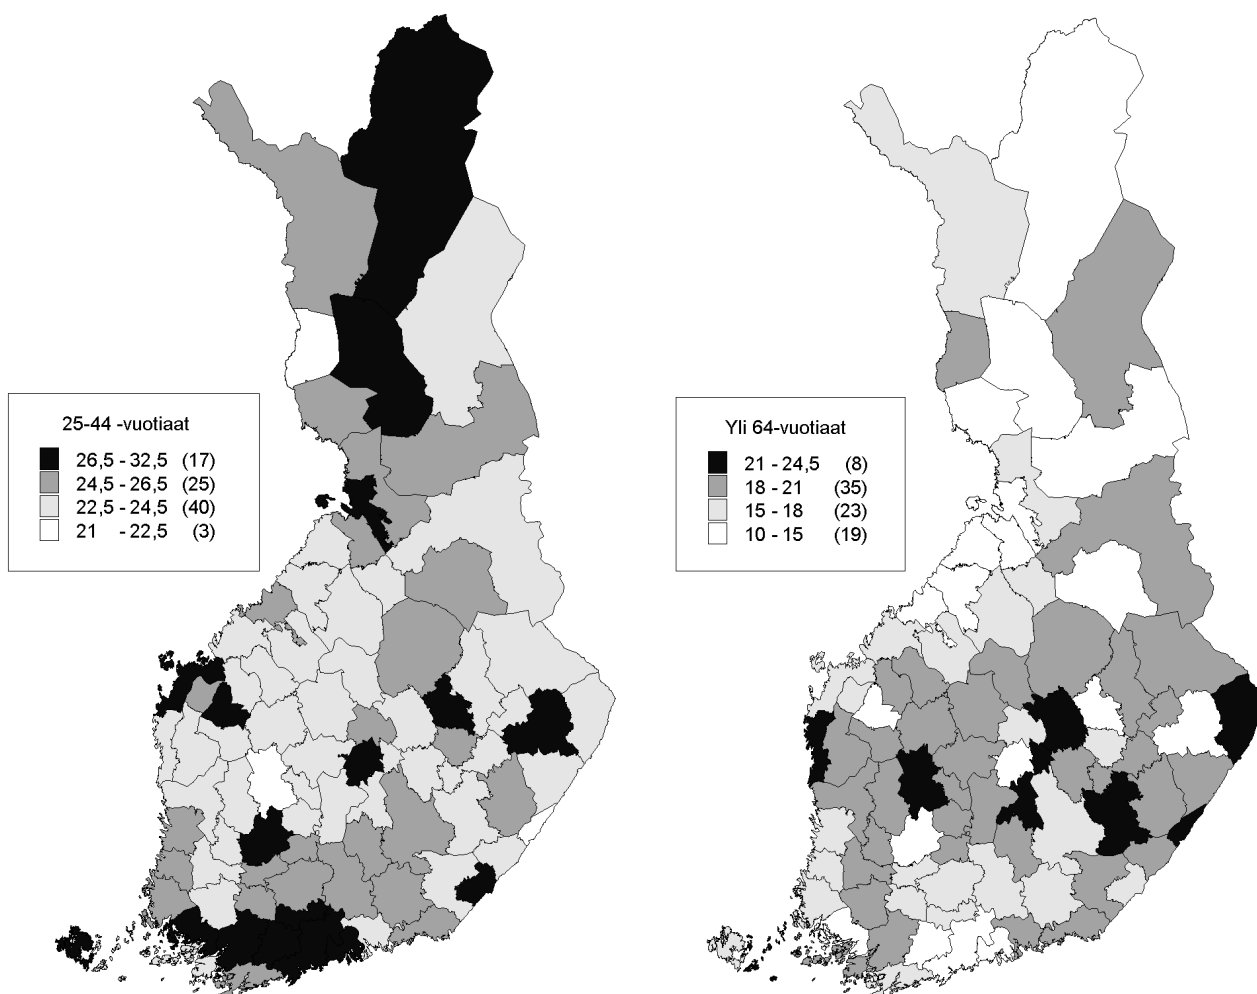 25-44 -vuotiaat
26,5 - 32,5 (17)
24,5 - 26,5 (25)
22,5 - 24,5 (40)
21 - 22,5 (3)
Yli 64-vuotiaat
21 - 24,5 (8)
18 - 21 (35)
15 - 18 (23)
10 - 15 (19)